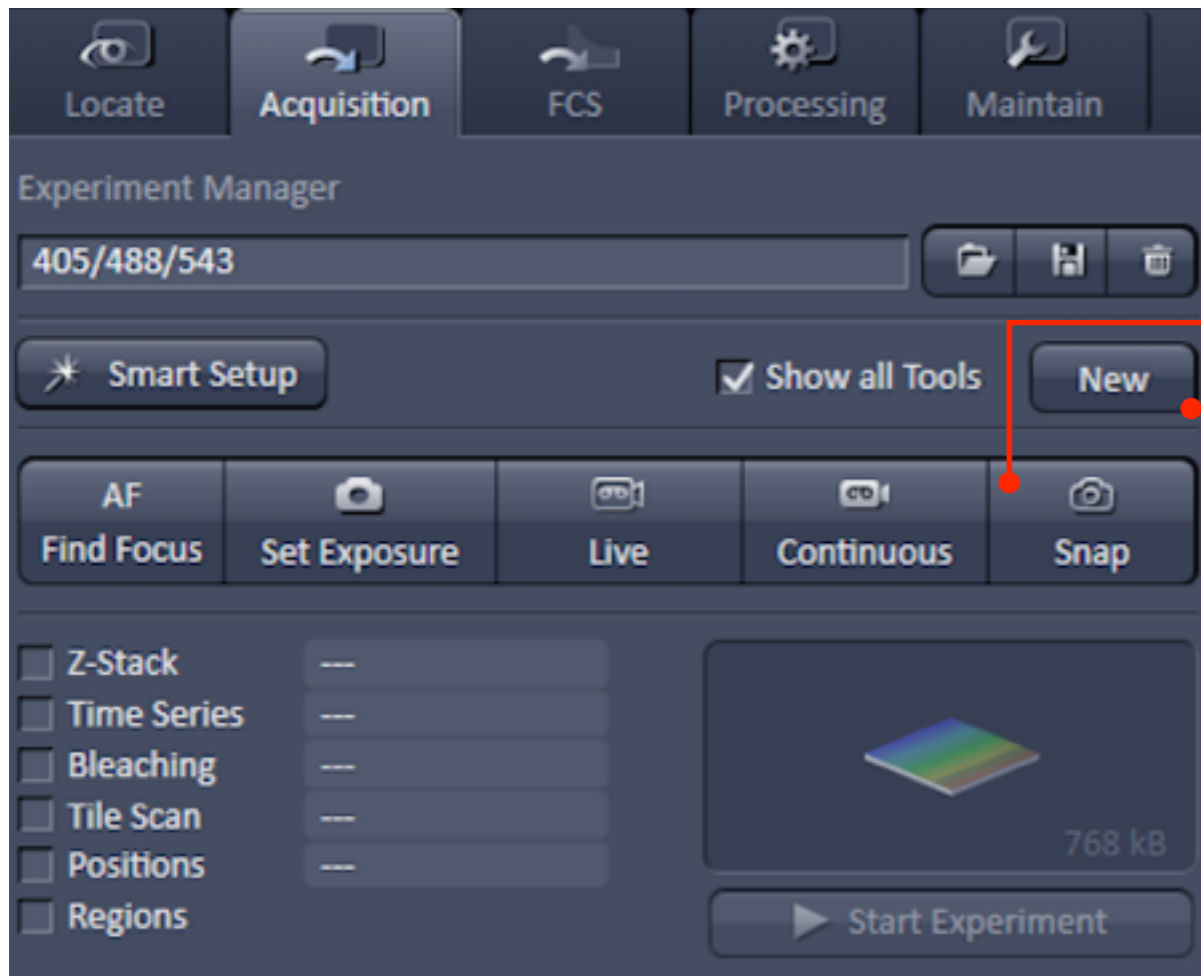 Locate Acquisition FCS Processing Maintain
Experiment Manager
405/488/543
Smart Setup Show all Tools New
AF
Find Focus Set Exposure Live Continuous Snap
Z-Stack ---
Time Series ---
Bleaching ---
Tile Scan ---
Positions ---
768 kB
Regions
Start Experiment